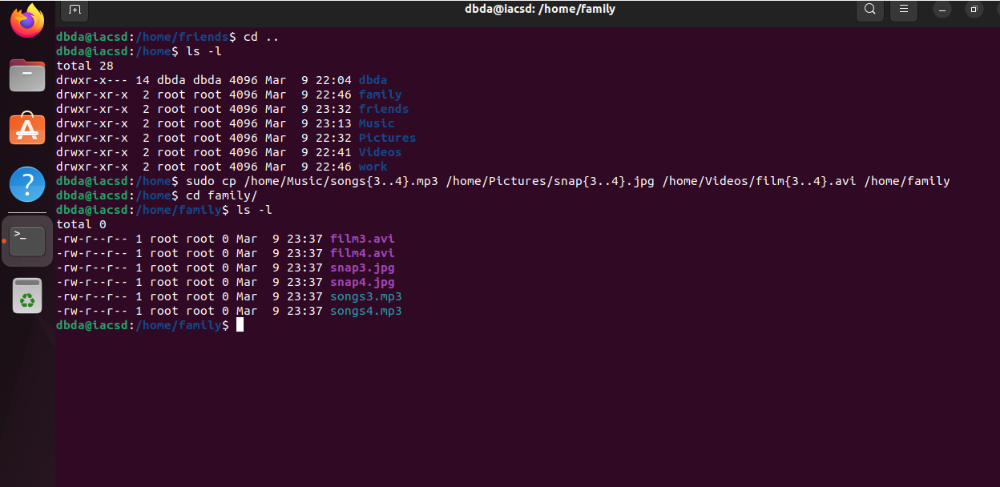 dbda@iacsd: /home/family
dbda@iacsd:/home/friends$ cd ..
dbda@iacsd:/home$ ls -l
total 28
drwxr-x--- 14 dbda dbda 4096 Mar  9 22:04 dbda
drwxr-xr-x  2 root root 4096 Mar  9 22:46 family
drwxr-xr-x  2 root root 4096 Mar  9 23:32 friends
drwxr-xr-x  2 root root 4096 Mar  9 23:13 Music
drwxr-xr-x  2 root root 4096 Mar  9 22:32 Pictures
drwxr-xr-x  2 root root 4096 Mar  9 22:41 Videos
drwxr-xr-x  2 root root 4096 Mar  9 22:46 work
dbda@iacsd:/home$ sudo cp /home/Music/songs{3..4}.mp3 /home/Pictures/snap{3..4}.jpg /home/Videos/film{3..4}.avi /home/family
dbda@iacsd:/home$ cd family/
dbda@iacsd:/home/family$ ls -l
total 0
-rw-r--r-- 1 root root 0 Mar  9 23:37 film3.avi
-rw-r--r-- 1 root root 0 Mar  9 23:37 film4.avi
-rw-r--r-- 1 root root 0 Mar  9 23:37 snap3.jpg
-rw-r--r-- 1 root root 0 Mar  9 23:37 snap4.jpg
-rw-r--r-- 1 root root 0 Mar  9 23:37 songs3.mp3
-rw-r--r-- 1 root root 0 Mar  9 23:37 songs4.mp3
dbda@iacsd:/home/family$